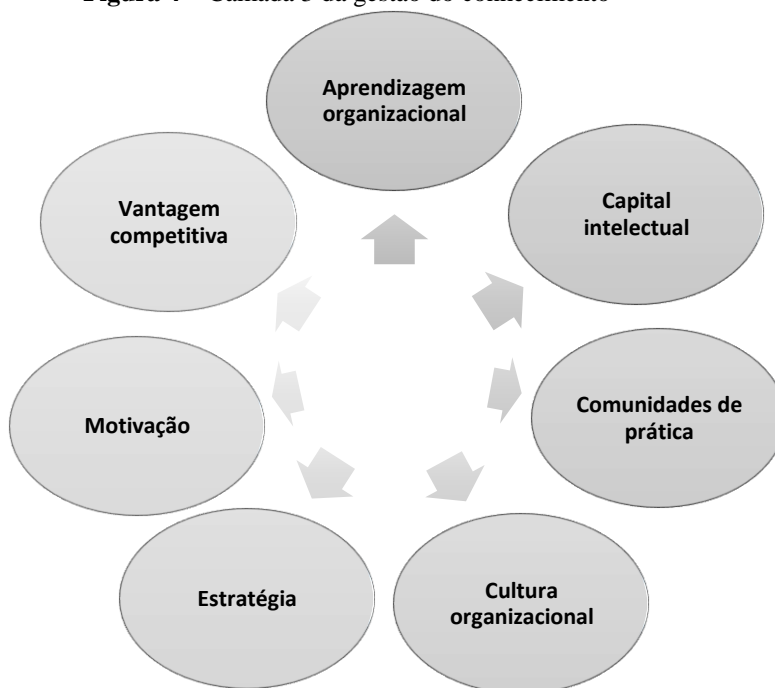 Aprendizagem
organizacional
Capital
intelectual
Comunidades de
prática
Cultura
organizacional
Estratégia
Motivação
Vantagem
competitiva